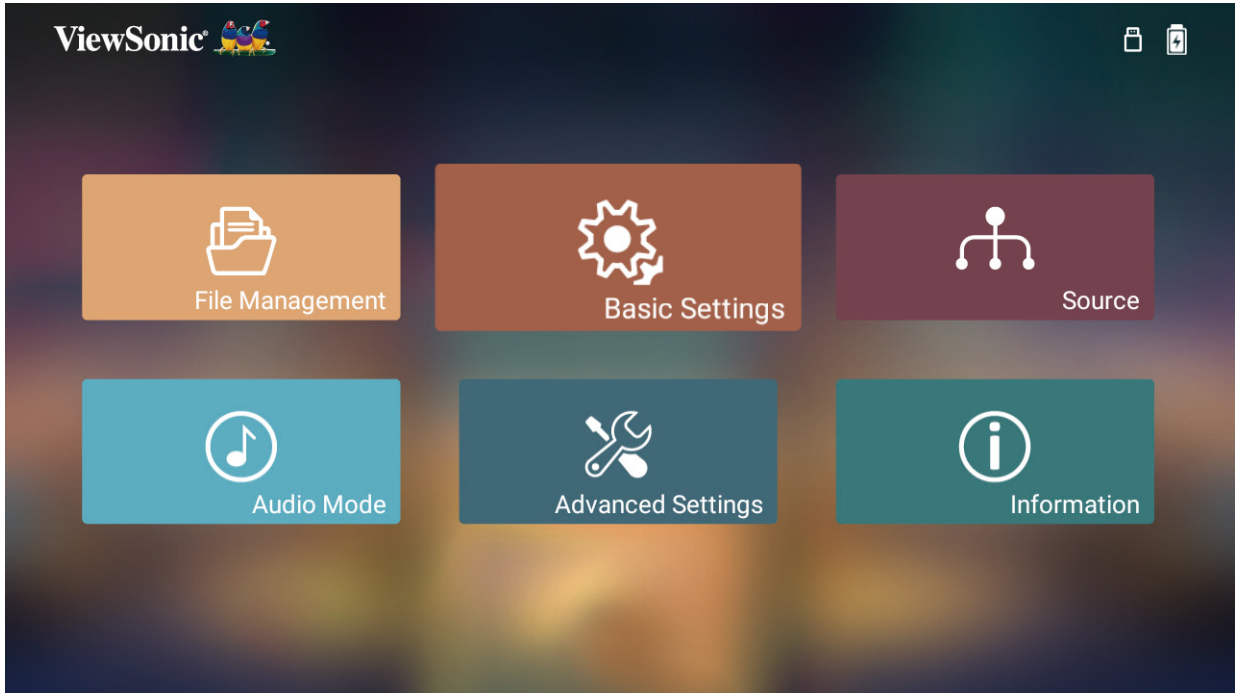 ViewSonic®
File Management
Basic Settings
Source
Audio Mode
Advanced Settings
Information